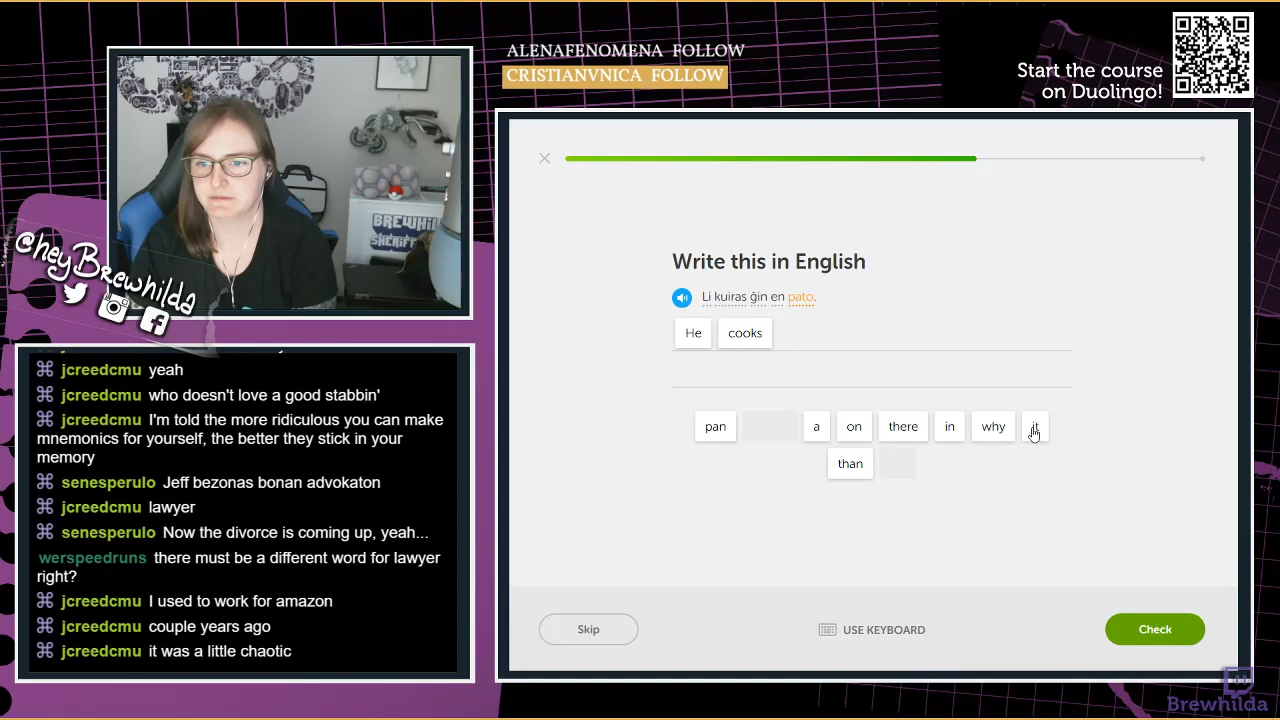 ALENAFENOMENA FOLLOW
CRISTIANVNICA FOLLOW
Start the course
on Duolingo!
BREWHIL
SHERIFF
@heyBrewhilda
jcreedcmu yeah
jcreedcmu who doesn't love a good stabbin'
jcreedcmu I'm told the more ridiculous you can make
mnemonics for yourself, the better they stick in your
memory
senesperulo Jeff bezonas bonan advokaton
jcreedcmu lawyer
senesperulo Now the divorce is coming up, yeah...
werspeedruns there must be a different word for lawyer
right?
jcreedcmu I used to work for amazon
jcreedcmu couple years ago
jcreedcmu it was a little chaotic
Write this in English
Li kuiras ĝin en pato.
He cooks
pan a on there in why it
than
Skip
USE KEYBOARD
Check
Brewhilda